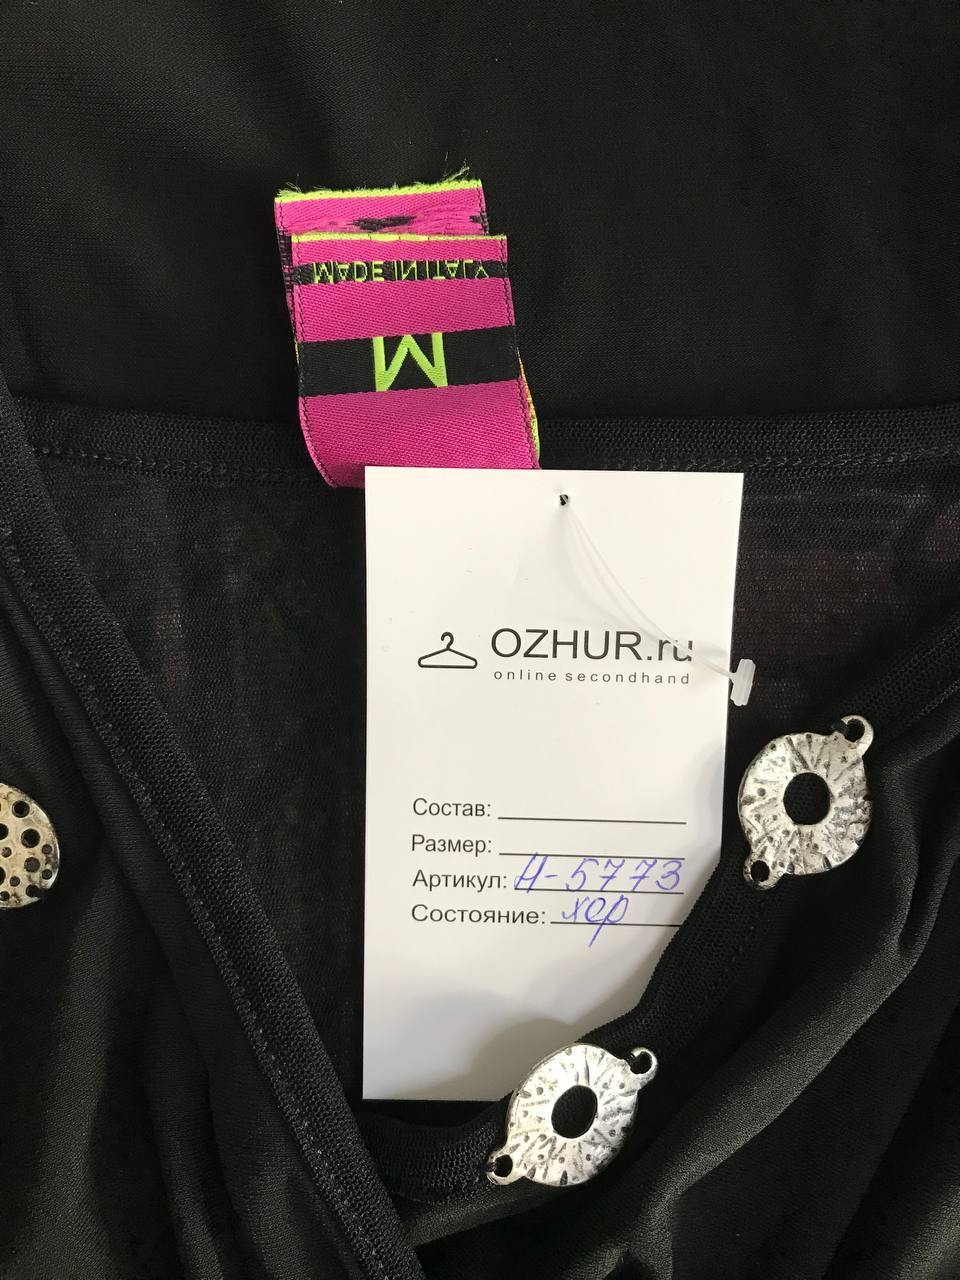 MADE IN ITALY
M
OZHUR.ru
online secondhand
Состав:
Размер:
Артикул: Н-5773
Состояние: хор